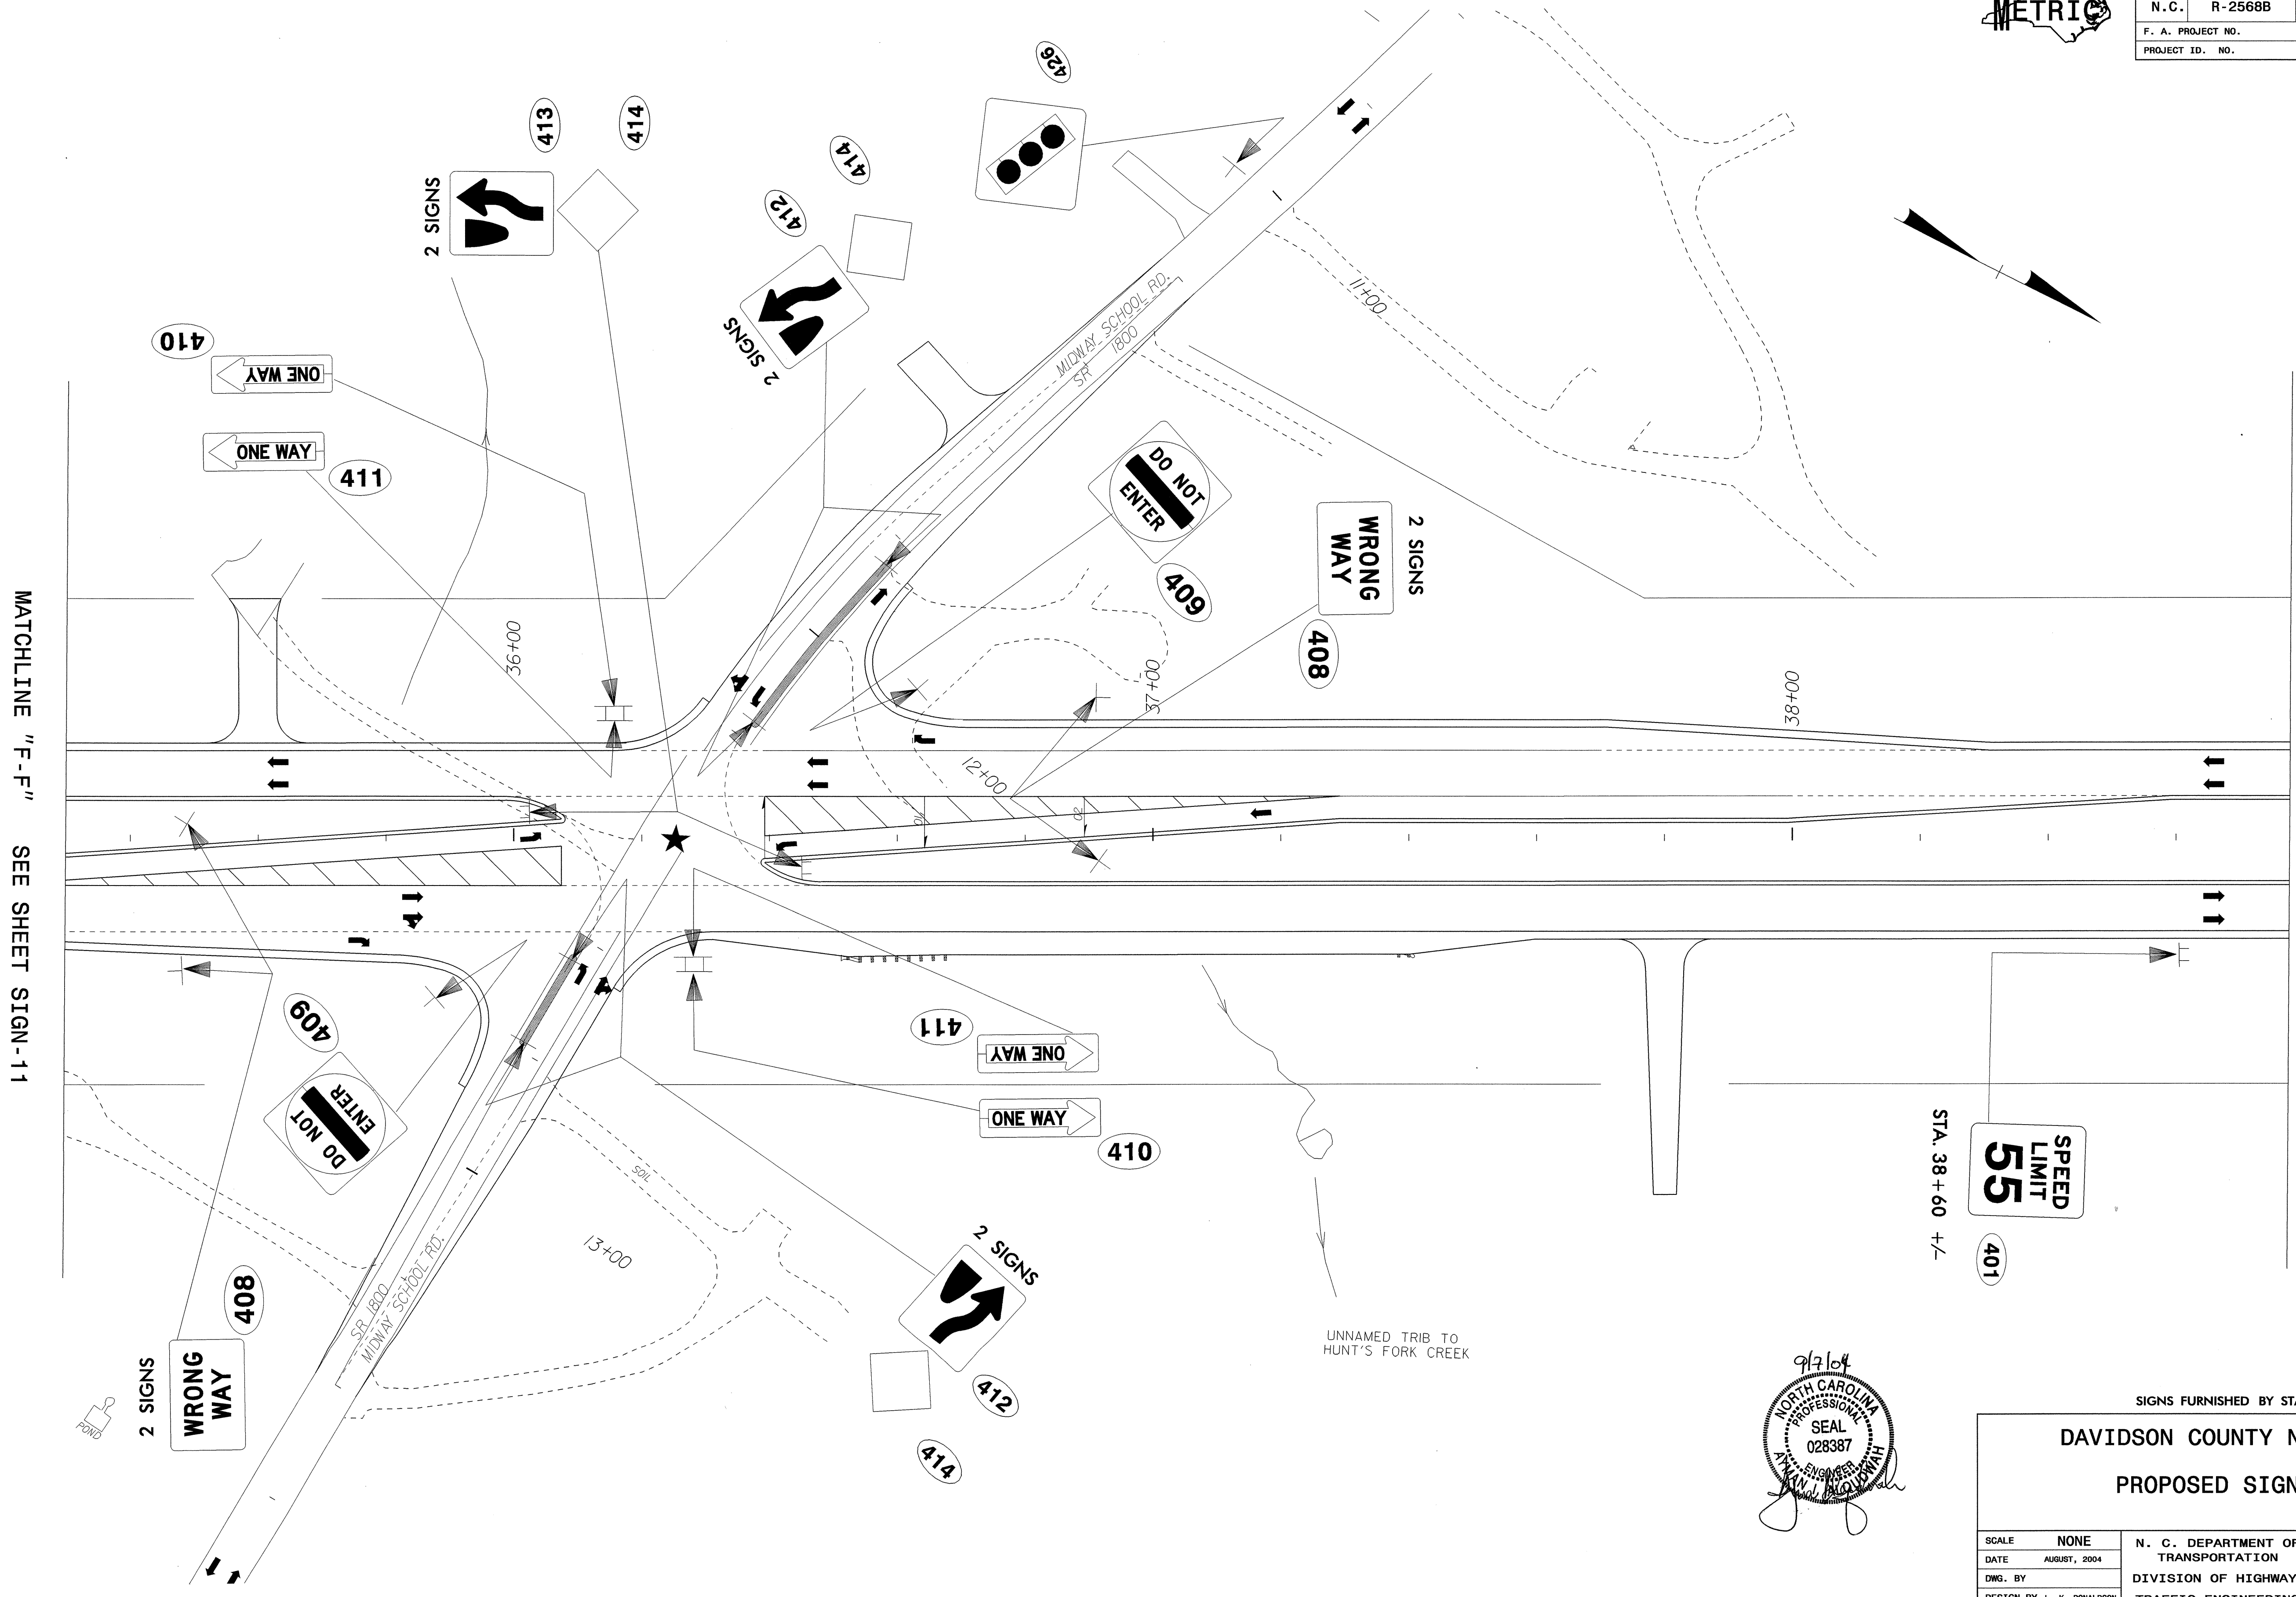 METRIC
N.C. R-2568B
F. A. PROJECT NO.
PROJECT ID. NO.
426
413
414
2 SIGNS
414
412
2 SIGNS
410
ONE WAY
ONE WAY
411
MIDWAY SCHOOL RD.
SR 1800
11+00
DO NOT
ENTER
409
WRONG
WAY
2 SIGNS
408
36+00
37+00
38+00
12+00
MATCHLINE "F-F" SEE SHEET SIGN-11
409
DO NOT
ENTER
411
ONE WAY
ONE WAY
410
SOIL
13+00
SR 1800
MIDWAY SCHOOL RD.
408
2 SIGNS
WRONG
WAY
POND
2 SIGNS
412
414
UNNAMED TRIB TO
HUNT'S FORK CREEK
STA. 38+60 +/-
SPEED
LIMIT
55
401
9/7/04
NORTH CAROLINA
PROFESSIONAL
SEAL
028387
ENGINEER
SIGNS FURNISHED BY
DAVIDSON COUNTY
PROPOSED SIGN
SCALE NONE
DATE AUGUST, 2004
DWG. BY
N. C. DEPARTMENT OF
TRANSPORTATION
DIVISION OF HIGHWAY